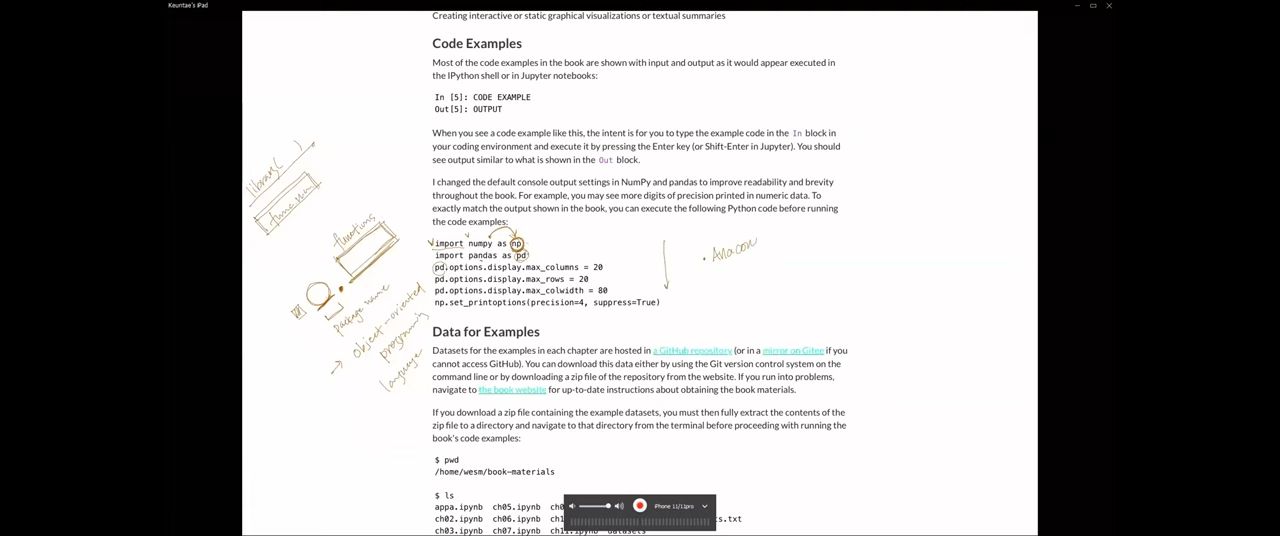 Keuntae's iPad
Creating interactive or static graphical visualizations or textual summaries
Code Examples
Most of the code examples in the book are shown with input and output as it would appear executed in
the IPython shell or in Jupyter notebooks:
In [5]: CODE EXAMPLE
Out[5]: OUTPUT
When you see a code example like this, the intent is for you to type the example code in the In block in
your coding environment and execute it by pressing the Enter key (or Shift-Enter in Jupyter). You should
see output similar to what is shown in the Out block.
I changed the default console output settings in NumPy and pandas to improve readability and brevity
throughout the book. For example, you may see more digits of precision printed in numeric data. To
exactly match the output shown in the book, you can execute the following Python code before running
the code examples:
import numpy as np
import pandas as pd
pd.options.display.max_columns = 20
pd.options.display.max_rows = 20
pd.options.display.max_colwidth = 80
np.set_printoptions(precision=4, suppress=True)
library( )
function
functions
package name
→ object-oriented
programming
language
• Anacon
Data for Examples
Datasets for the examples in each chapter are hosted in a GitHub repository (or in a mirror on Gitee if you
cannot access GitHub). You can download this data either by using the Git version control system on the
command line or by downloading a zip file of the repository from the website. If you run into problems,
navigate to the book website for up-to-date instructions about obtaining the book materials.
If you download a zip file containing the example datasets, you must then fully extract the contents of the
zip file to a directory and navigate to that directory from the terminal before proceeding with running the
book's code examples:
$ pwd
/home/wesm/book-materials
$ ls
appa.ipynb ch05.ipynb
ch02.ipynb ch06.ipynb ts.txt
ch03.ipynb ch07.ipynb
iPhone 11/11pro